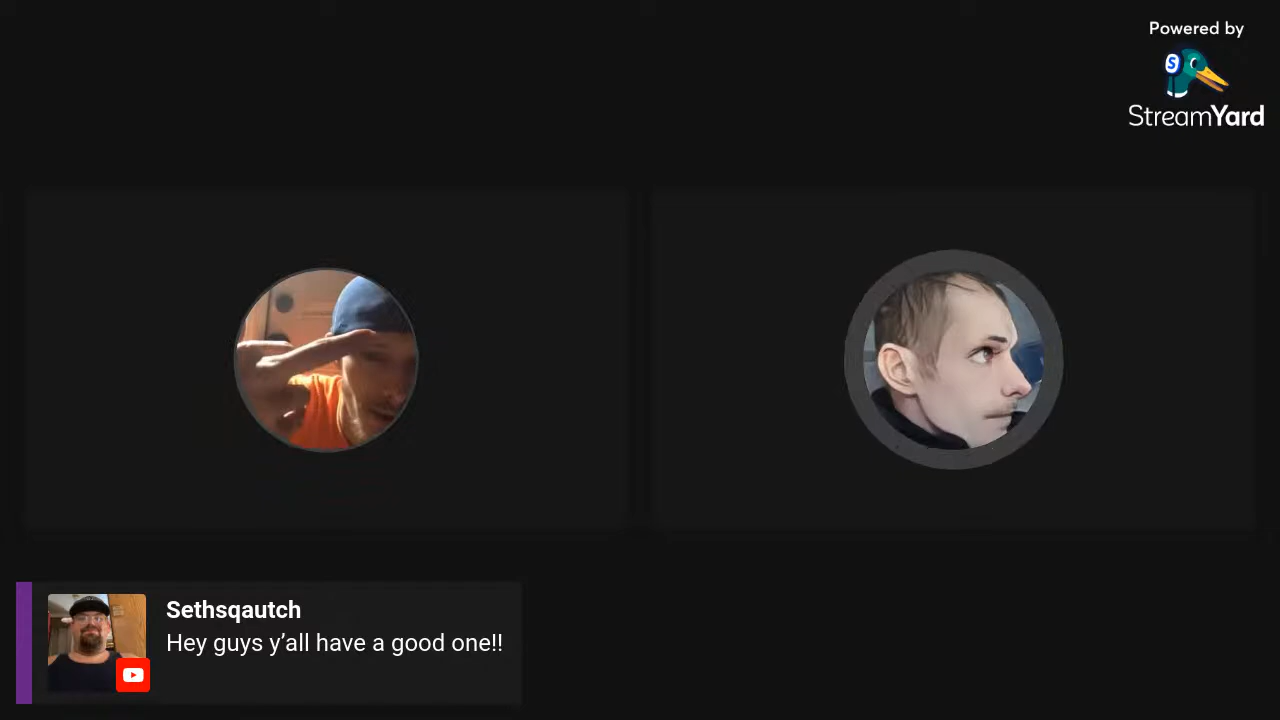 Powered by
S
StreamYard
Sethsqautch
Hey guys y’all have a good one!!